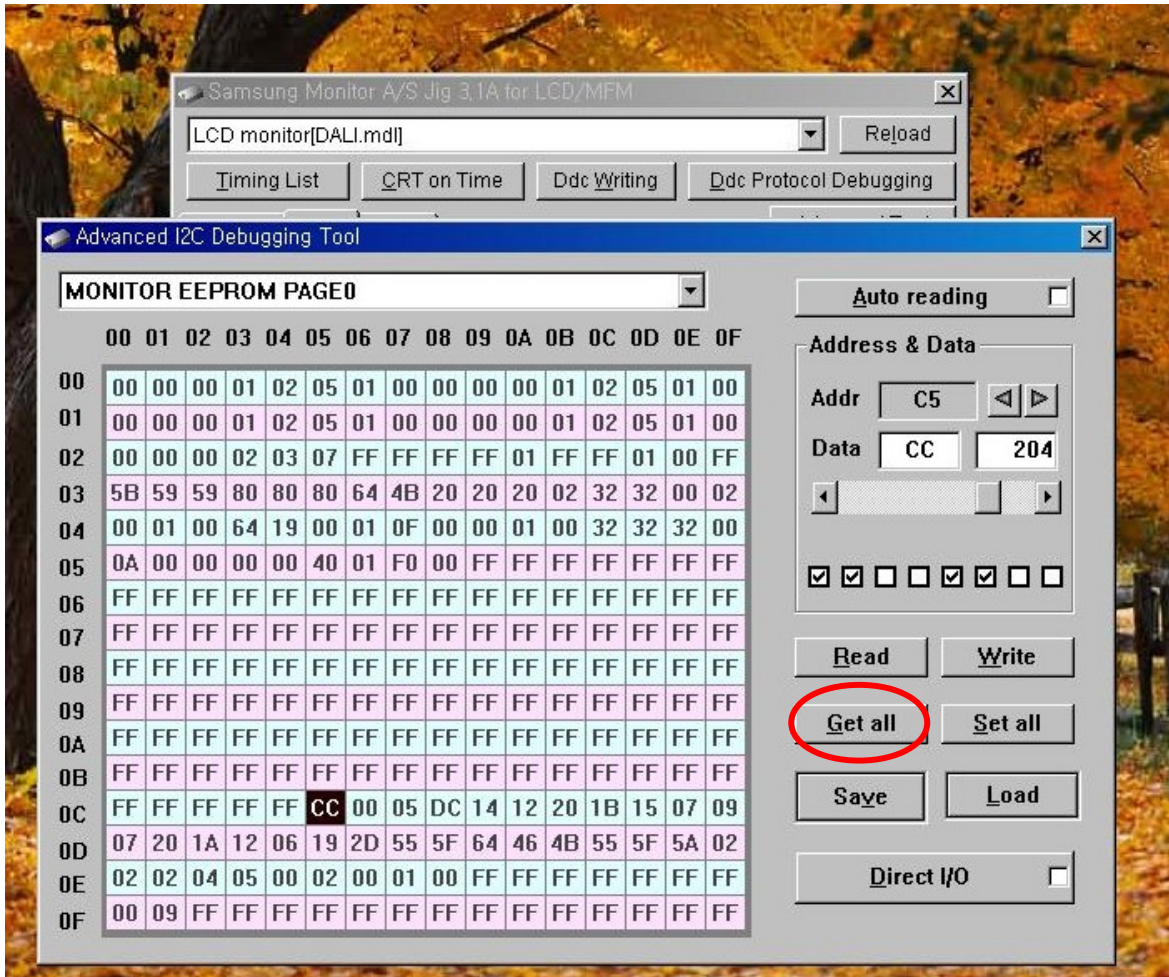 Samsung Monitor A/S Jig 3,1A for LCD/MFM
LCD monitor[DALI.mdl]
Reload
Timing List CRT on Time Ddc Writing Ddc Protocol Debugging
Advanced I2C Debugging Tool
MONITOR EEPROM PAGE0
00 01 02 03 04 05 06 07 08 09 0A 0B 0C 0D 0E 0F
00 00 00 00 01 02 05 01 00 00 00 00 01 02 05 01 00
01 00 00 00 01 02 05 01 00 00 00 00 01 02 05 01 00
02 00 00 00 02 03 07 FF FF FF FF 01 FF FF 01 00 FF
03 5B 59 59 80 80 80 64 4B 20 20 20 02 32 32 00 02
04 00 01 00 64 19 00 01 0F 00 00 01 00 32 32 32 00
05 0A 00 00 00 00 40 01 F0 00 FF FF FF FF FF FF FF
06 FF FF FF FF FF FF FF FF FF FF FF FF FF FF FF FF
07 FF FF FF FF FF FF FF FF FF FF FF FF FF FF FF FF
08 FF FF FF FF FF FF FF FF FF FF FF FF FF FF FF FF
09 FF FF FF FF FF FF FF FF FF FF FF FF FF FF FF FF
0A FF FF FF FF FF FF FF FF FF FF FF FF FF FF FF FF
0B FF FF FF FF FF FF FF FF FF FF FF FF FF FF FF FF
0C FF FF FF FF FF CC 00 05 DC 14 12 20 1B 15 07 09
0D 07 20 1A 12 06 19 2D 55 5F 64 46 4B 55 5F 5A 02
0E 02 02 04 05 00 02 00 01 00 FF FF FF FF FF FF FF
0F 00 09 FF FF FF FF FF FF FF FF FF FF FF FF FF FF
Auto reading
Address & Data
Addr C5
Data CC 204
Read Write
Get all Set all
Save Load
Direct I/O